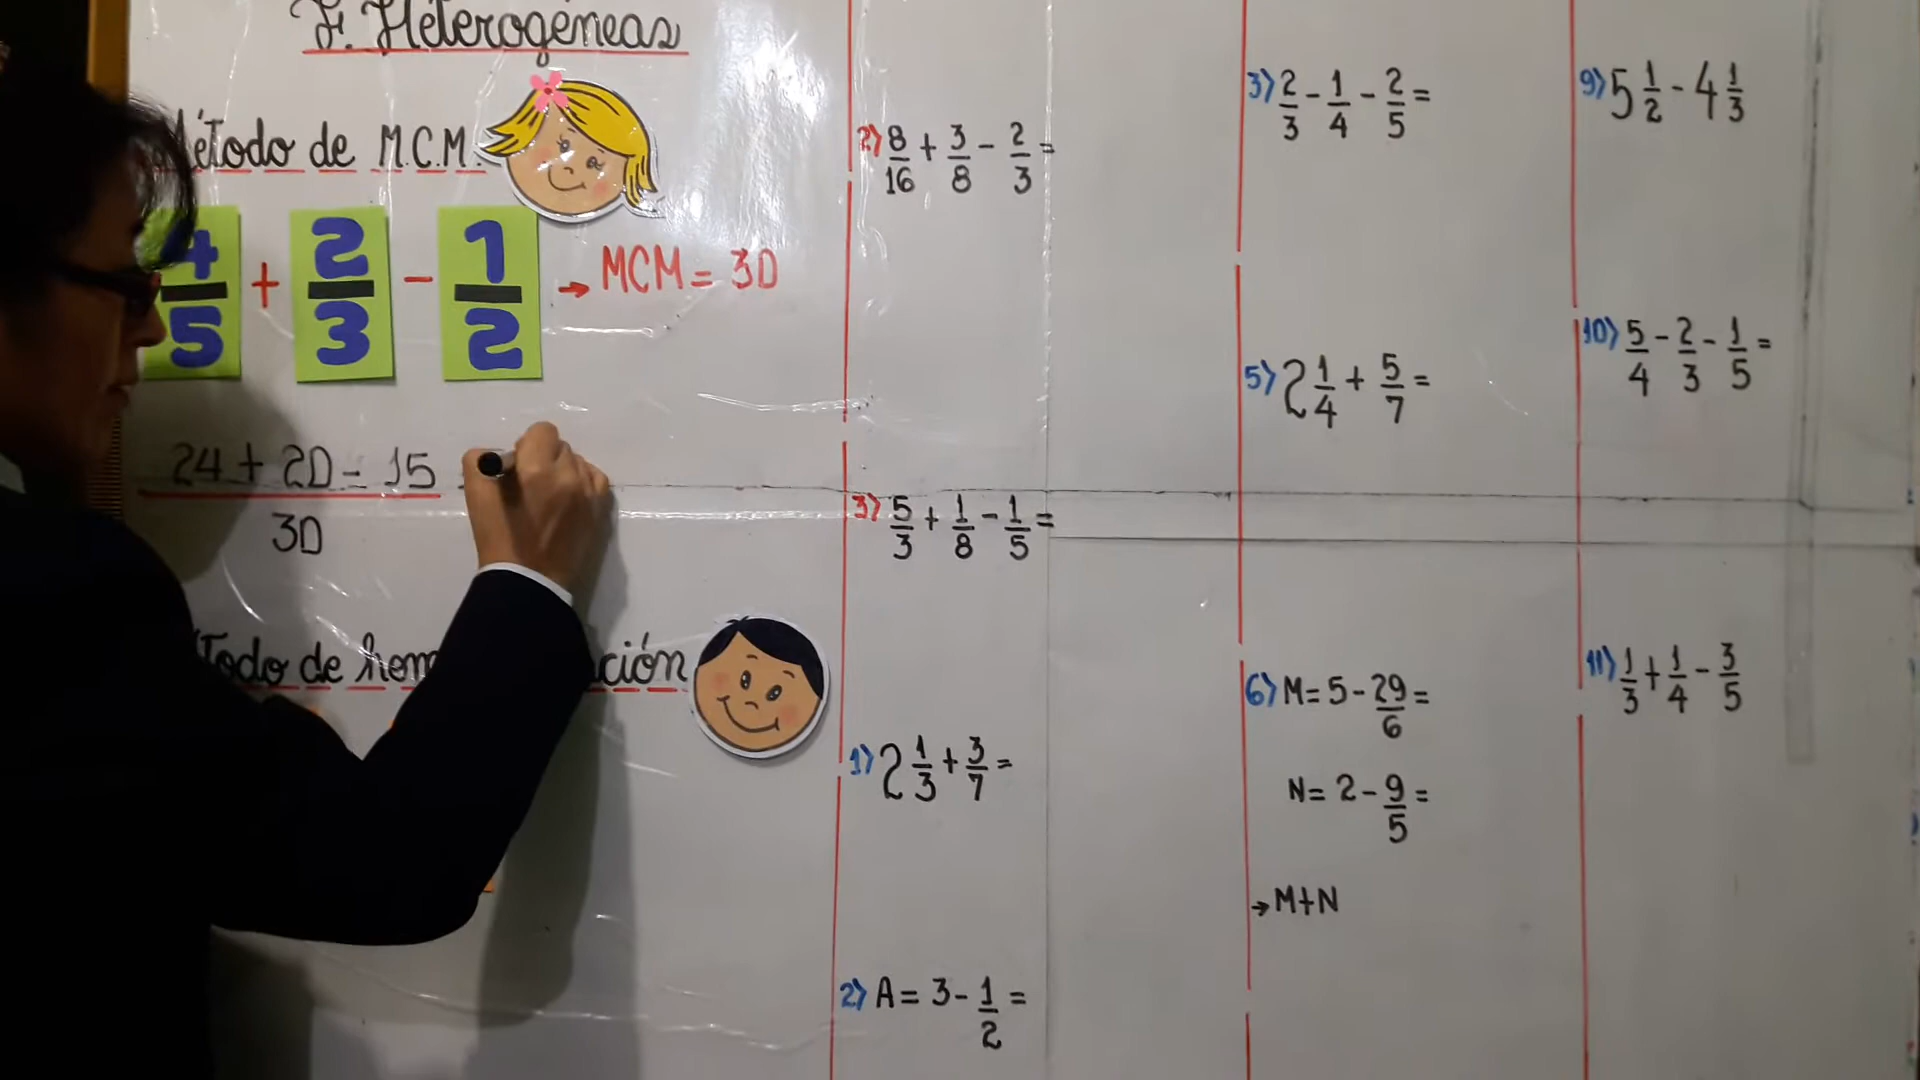 F. Heterogéneas
Método de M.C.M.
4/5 + 2/3 - 1/2 → MCM = 30
24 + 20 - 15
30
todo de hom ción
2) 8/16 + 3/8 - 2/3 =
3) 5/3 + 1/8 - 1/5 =
1) 2 1/3 + 3/7 =
2) A = 3 - 1/2 =
3) 2/3 - 1/4 - 2/5 =
5) 2 1/4 + 5/7 =
6) M = 5 - 29/6 =
N = 2 - 9/5 =
→ M+N
9) 5 1/2 - 4 1/3
10) 5/4 - 2/3 - 1/5 =
11) 1/3 + 1/4 - 3/5